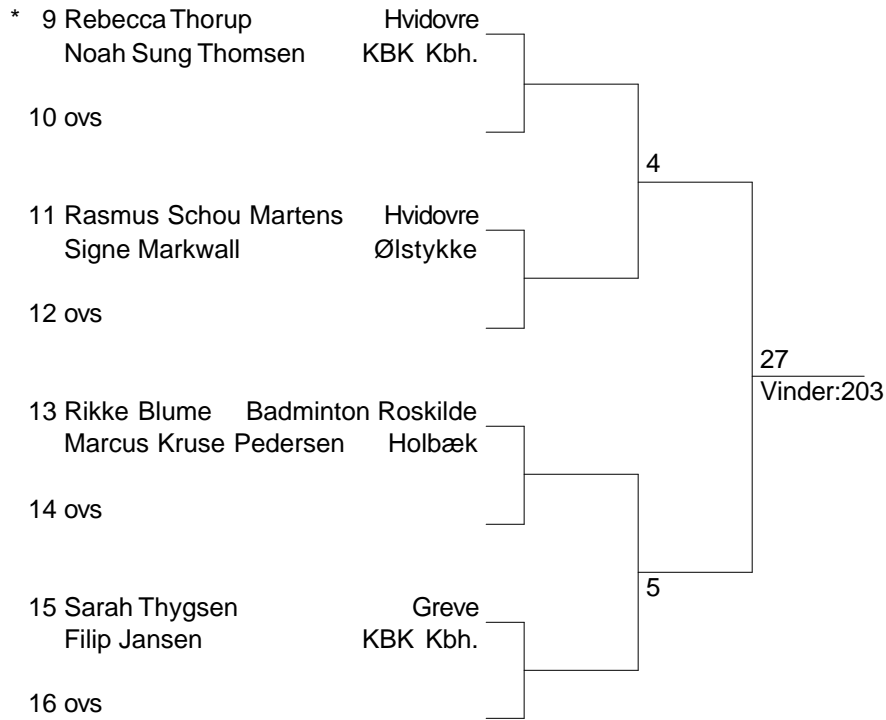 * 9 Rebecca Thorup Hvidovre
Noah Sung Thomsen KBK Kbh.
10 ovs
4
11 Rasmus Schou Martens Hvidovre
Signe Markwall Ølstykke
12 ovs
27
Vinder:203
13 Rikke Blume Badminton Roskilde
Marcus Kruse Pedersen Holbæk
14 ovs
5
15 Sarah Thygsen Greve
Filip Jansen KBK Kbh.
16 ovs